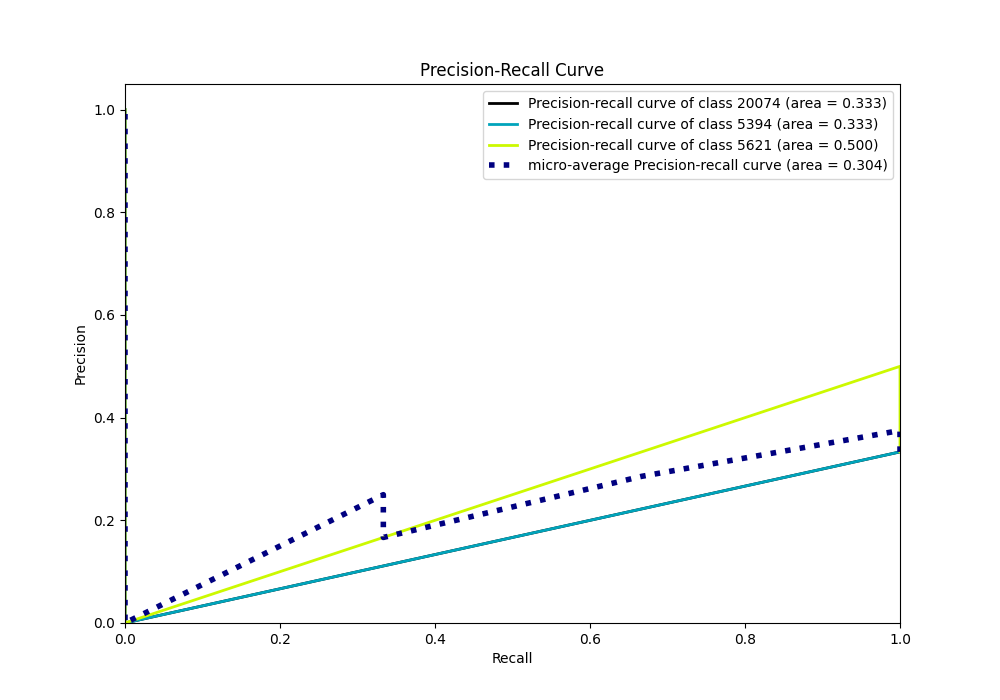 Precision-Recall Curve
Precision-recall curve of class 20074 (area = 0.333)
Precision-recall curve of class 5394 (area = 0.333)
Precision-recall curve of class 5621 (area = 0.500)
micro-average Precision-recall curve (area = 0.304)
1.0
0.8
0.6
0.4
0.2
0.0
Precision
0.0 0.2 0.4 0.6 0.8 1.0
Recall